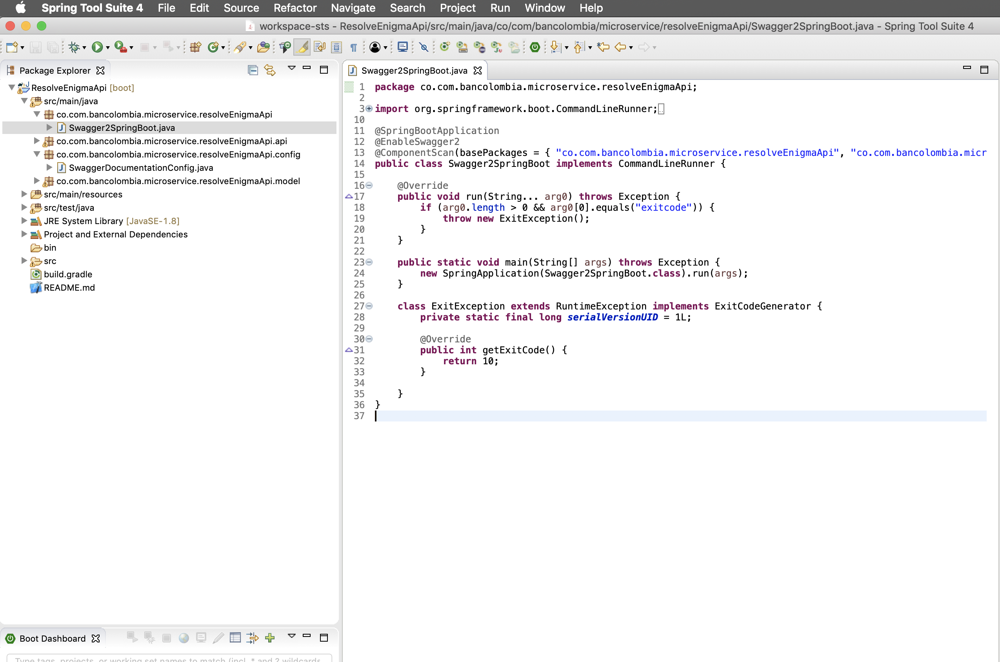 Spring Tool Suite 4 File Edit Source Refactor Navigate Search Project Run Window Help
workspace-sts - ResolveEnigmaApi/src/main/java/co/com/bancolombia/microservice/resolveEnigmaApi/Swagger2SpringBoot.java - Spring Tool Suite 4
Package Explorer
ResolveEnigmaApi [boot]
src/main/java
co.com.bancolombia.microservice.resolveEnigmaApi
Swagger2SpringBoot.java
co.com.bancolombia.microservice.resolveEnigmaApi.api
co.com.bancolombia.microservice.resolveEnigmaApi.config
SwaggerDocumentationConfig.java
co.com.bancolombia.microservice.resolveEnigmaApi.model
src/main/resources
src/test/java
JRE System Library [JavaSE-1.8]
Project and External Dependencies
bin
src
build.gradle
README.md
Swagger2SpringBoot.java
1 package co.com.bancolombia.microservice.resolveEnigmaApi;
2
3 import org.springframework.boot.CommandLineRunner;
10
11 @SpringBootApplication
12 @EnableSwagger2
13 @ComponentScan(basePackages = { "co.com.bancolombia.microservice.resolveEnigmaApi", "co.com.bancolombia.micr
14 public class Swagger2SpringBoot implements CommandLineRunner {
15
16 @Override
17 public void run(String... arg0) throws Exception {
18 if (arg0.length > 0 && arg0[0].equals("exitcode")) {
19 throw new ExitException();
20 }
21 }
22
23 public static void main(String[] args) throws Exception {
24 new SpringApplication(Swagger2SpringBoot.class).run(args);
25 }
26
27 class ExitException extends RuntimeException implements ExitCodeGenerator {
28 private static final long serialVersionUID = 1L;
29
30 @Override
31 public int getExitCode() {
32 return 10;
33 }
34
35 }
36 }
37
Boot Dashboard
Type tags, projects, or working set names to match (incl. * and ? wildcards